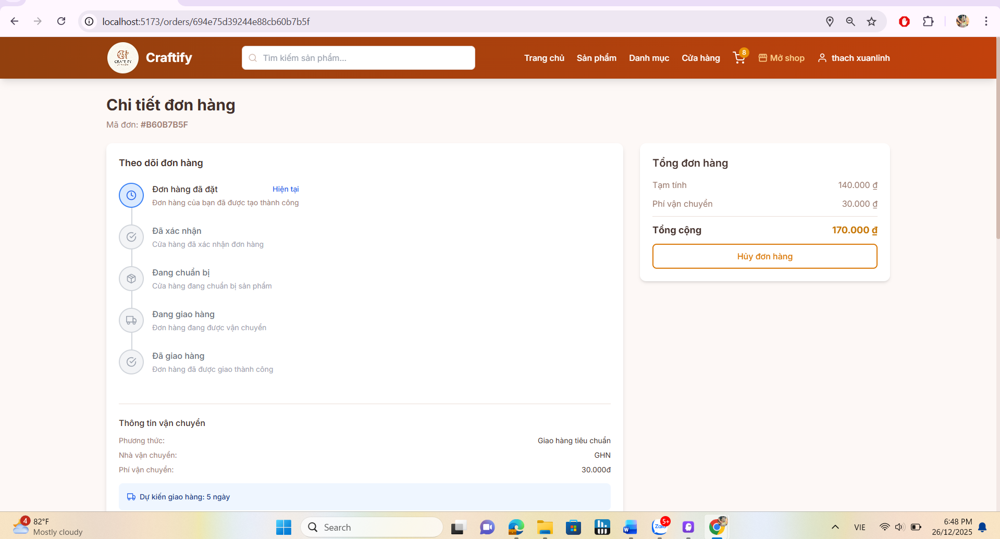 localhost:5173/orders/694e75d39244e88cb60b7b5f
CRAFTIFY
Craftify
Tìm kiếm sản phẩm...
Trang chủ
Sản phẩm
Danh mục
Cửa hàng
8
Mở shop
thach xuanlinh
Chi tiết đơn hàng
Mã đơn: #B60B7B5F
Theo dõi đơn hàng
Đơn hàng đã đặt
Hiện tại
Đơn hàng của bạn đã được tạo thành công
Đã xác nhận
Cửa hàng đã xác nhận đơn hàng
Đang chuẩn bị
Cửa hàng đang chuẩn bị sản phẩm
Đang giao hàng
Đơn hàng đang được vận chuyển
Đã giao hàng
Đơn hàng đã được giao thành công
Thông tin vận chuyển
Phương thức: Giao hàng tiêu chuẩn
Nhà vận chuyển: GHN
Phí vận chuyển: 30.000đ
Dự kiến giao hàng: 5 ngày
Tổng đơn hàng
Tạm tính 140.000 ₫
Phí vận chuyển 30.000 ₫
Tổng cộng 170.000 ₫
Hủy đơn hàng
4
82°F
Mostly cloudy
Search
Zalo
5+
VIE
6:48 PM
26/12/2025